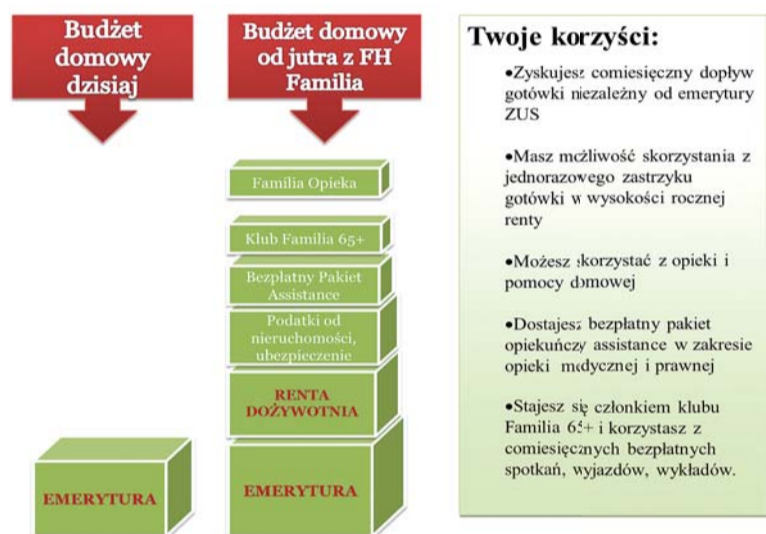 Budżet
domowy
dzisiaj
EMERYTURA
Budżet domowy
od jutra z FH
Familia
Familia Opieka
Klub Familia 65+
Bezpłatny Pakiet
Assistance
Podatki od
nieruchomości,
ubezpieczenie
RENTA
DOŻYWOTNIA
EMERYTURA
Twoje korzyści:
•Zyskujesz comiesięczny dopływ
gotówki niezależny od emerytury
ZUS
•Masz możliwość skorzystania z
jednorazowego zastrzyku
gotówki w wysokości rocznej
renty
•Możesz skorzystać z opieki i
pomocy domowej
•Dostajesz bezpłatny pakiet
opiekuńczy assistance w zakresie
opieki medycznej i prawnej
•Stajesz się członkiem klubu
Familia 65+ i korzystasz z
comiesięcznych bezpłatnych
spotkań, wyjazdów, wykładów.